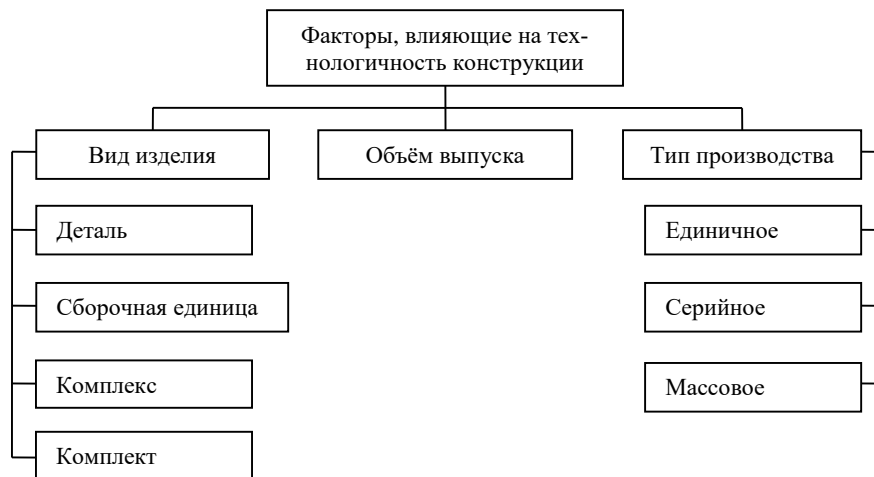 Факторы, влияющие на тех-
нологичность конструкции
Вид изделия
Объём выпуска
Тип производства
Деталь
Единичное
Сборочная единица
Серийное
Комплекс
Массовое
Комплект